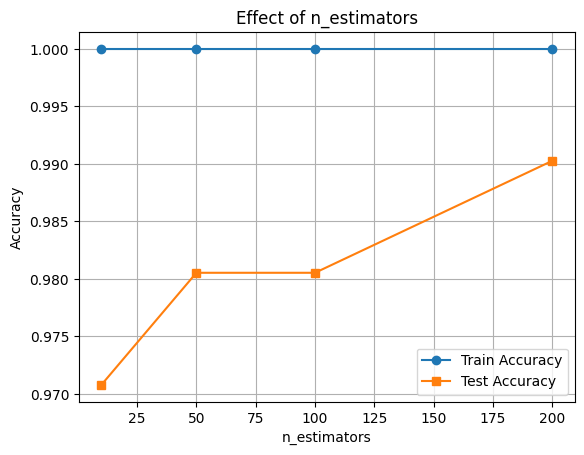 Effect of n_estimators
1.000
0.995
0.990
0.985
0.980
0.975
0.970
Accuracy
Train Accuracy
Test Accuracy
25 50 75 100 125 150 175 200
n_estimators